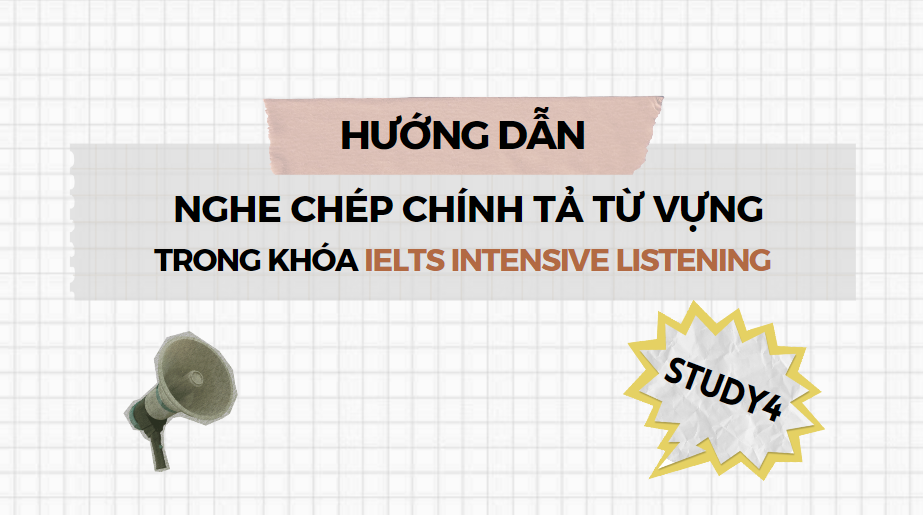 HƯỚNG DẪN
NGHE CHÉP CHÍNH TẢ TỪ VỰNG
TRONG KHÓA IELTS INTENSIVE LISTENING
STUDY4